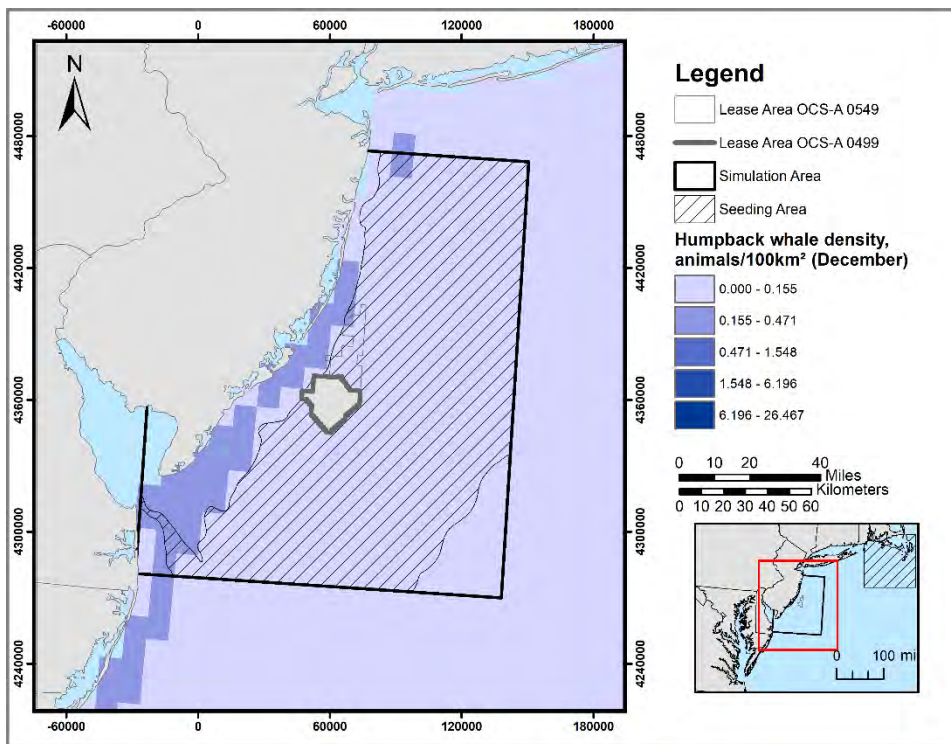 -60000 0 60000 120000 180000
N
4480000 4480000
4420000 4420000
4360000 4360000
4300000 4300000
4240000 4240000
-60000 0 60000 120000 180000
Legend
Lease Area OCS-A 0549
Lease Area OCS-A 0499
Simulation Area
Seeding Area
Humpback whale density,
animals/100km² (December)
0.000 - 0.155
0.155 - 0.471
0.471 - 1.548
1.548 - 6.196
6.196 - 26.467
0 10 20 40
Miles
Kilometers
0 10 20 30 40 50 60
0 100 mi